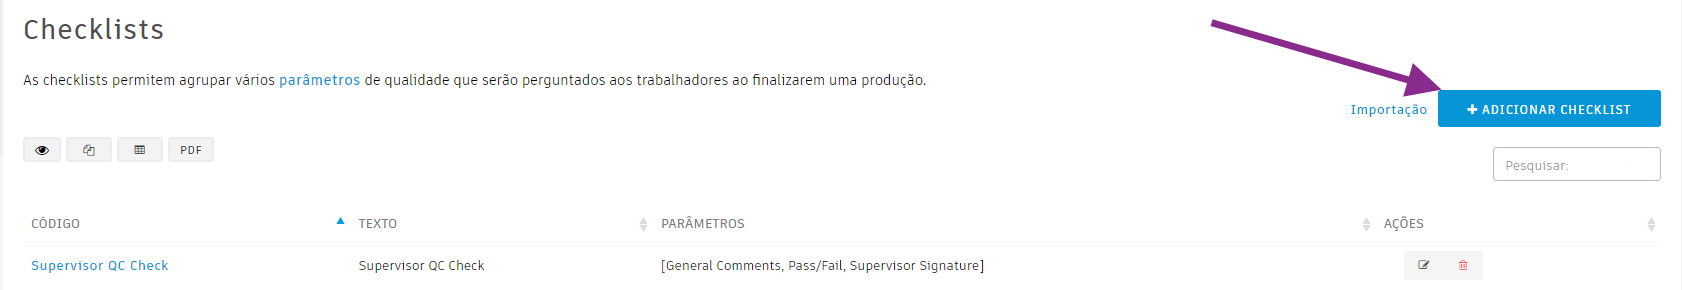 Checklists
As checklists permitem agrupar vários parâmetros de qualidade que serão perguntados aos trabalhadores ao finalizarem uma produção.
Importação ADICIONAR CHECKLIST
PDF
Pesquisar:
CÓDIGO TEXTO PARÂMETROS AÇÕES
Supervisor QC Check Supervisor QC Check [General Comments, Pass/Fail, Supervisor Signature]